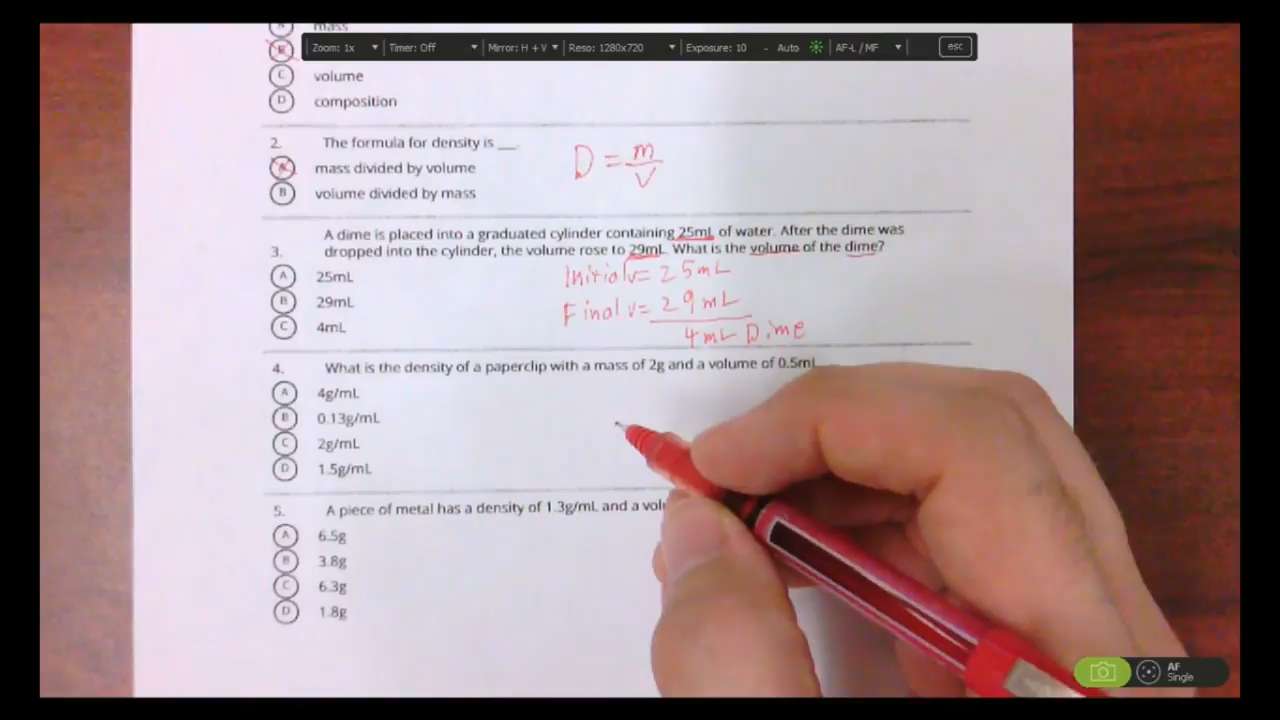 mass
Zoom: 1x Timer: Off Mirror: H + V Reso: 1280x720 Exposure: 10 - Auto AF-L / MF esc
B
C volume
D composition
2. The formula for density is __.
A mass divided by volume
B volume divided by mass
D = m
V
A dime is placed into a graduated cylinder containing 25mL of water. After the dime was
3. dropped into the cylinder, the volume rose to 29mL. What is the volume of the dime?
A 25mL
B 29mL
C 4mL
Initial v = 25mL
Final v = 29mL
4mL Dime
4. What is the density of a paperclip with a mass of 2g and a volume of 0.5mL
A 4g/mL
B 0.13g/mL
C 2g/mL
D 1.5g/mL
5. A piece of metal has a density of 1.3g/mL and a
A 6.5g
B 3.8g
C 6.3g
D 1.8g
AF
Single